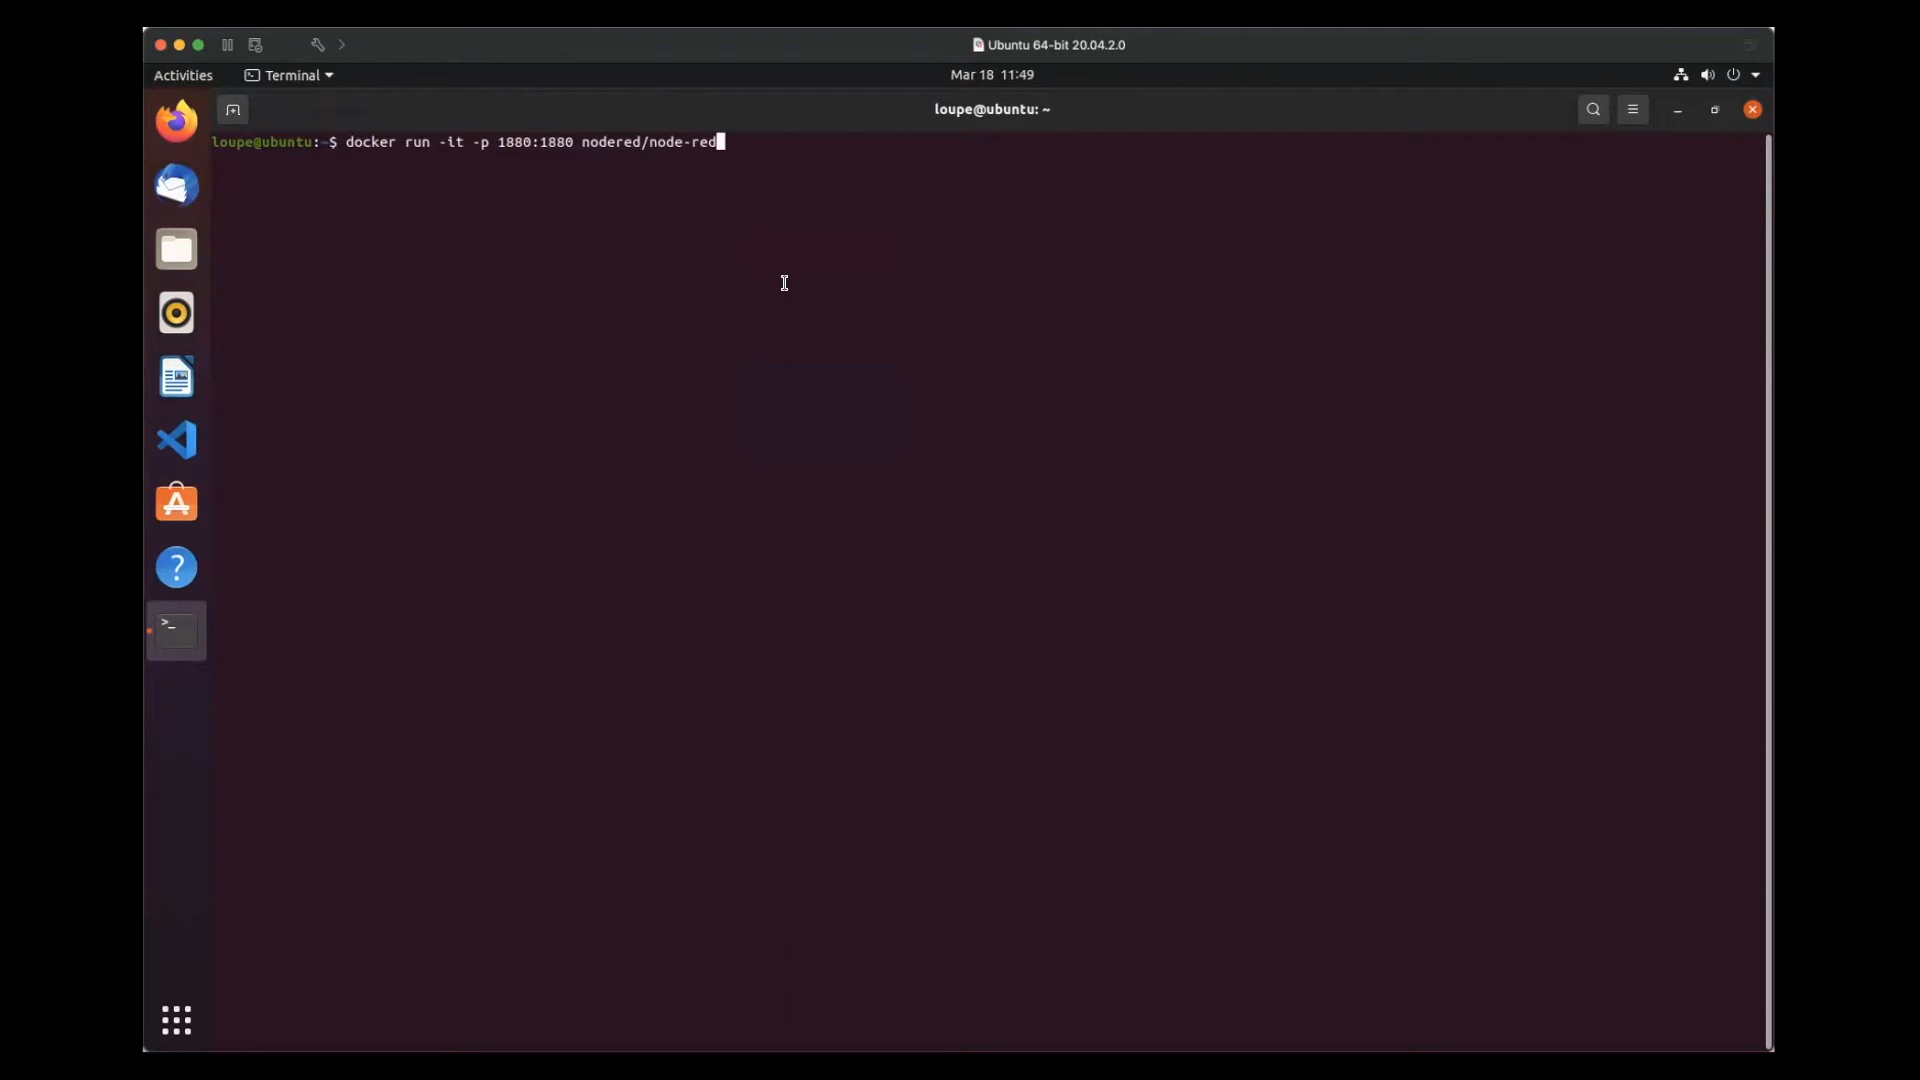 Ubuntu 64-bit 20.04.2.0
Activities
Terminal
Mar 18 11:49
loupe@ubuntu: ~
loupe@ubuntu:~$ docker run -it -p 1880:1880 nodered/node-red